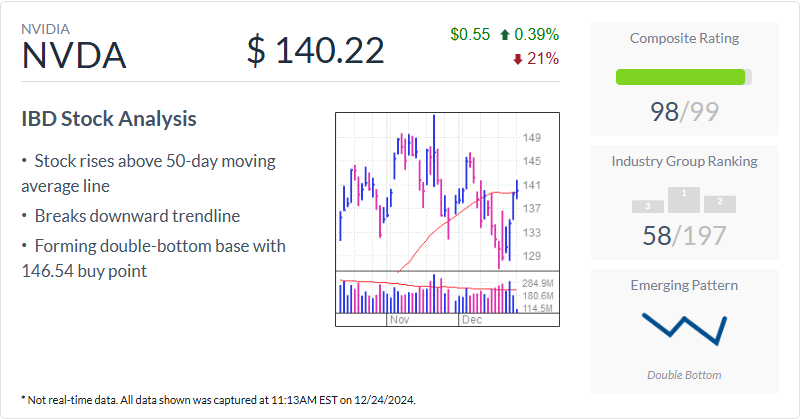 NVIDIA
NVDA
$ 140.22
$0.55 0.39%
21%
IBD Stock Analysis
• Stock rises above 50-day moving
average line
• Breaks downward trendline
• Forming double-bottom base with
146.54 buy point
149
145
141
137
133
129
284.9M
180.6M
114.5M
Nov Dec
Composite Rating
98/99
Industry Group Ranking
3 1 2
58/197
Emerging Pattern
Double Bottom
* Not real-time data. All data shown was captured at 11:13AM EST on 12/24/2024.